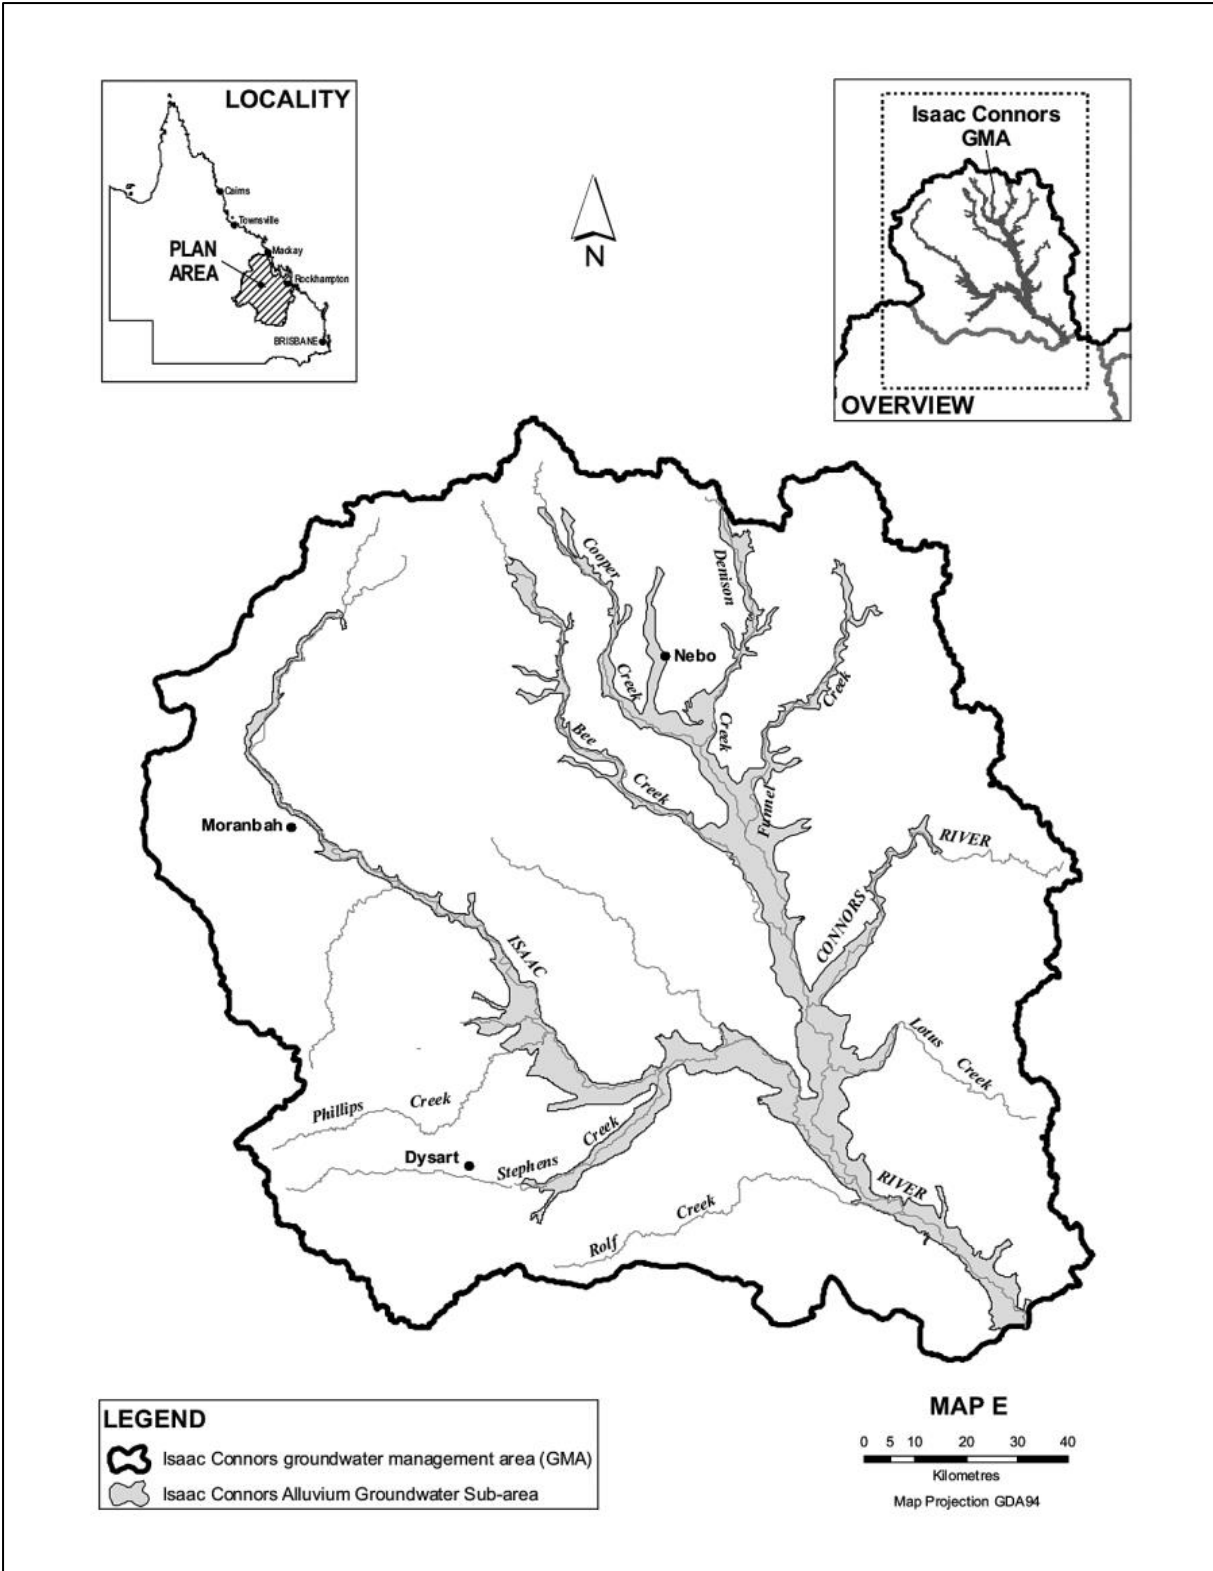 LOCALITY
Cairns
Townsville
Mackay
PLAN
AREA
Rockhampton
BRISBANE
Isaac Connors
GMA
OVERVIEW
N
Cooper
Creek
Denison
Creek
Nebo
Creek
Funnel
Bee
Creek
Moranbah
RIVER
CONNORS
ISAAC
Lotus
Creek
Phillips
Creek
Creek
Stephens
Dysart
RIVER
Creek
Rolf
LEGEND
Isaac Connors groundwater management area (GMA)
Isaac Connors Alluvium Groundwater Sub-area
MAP E
0 5 10 20 30 40
Kilometres
Map Projection GDA94